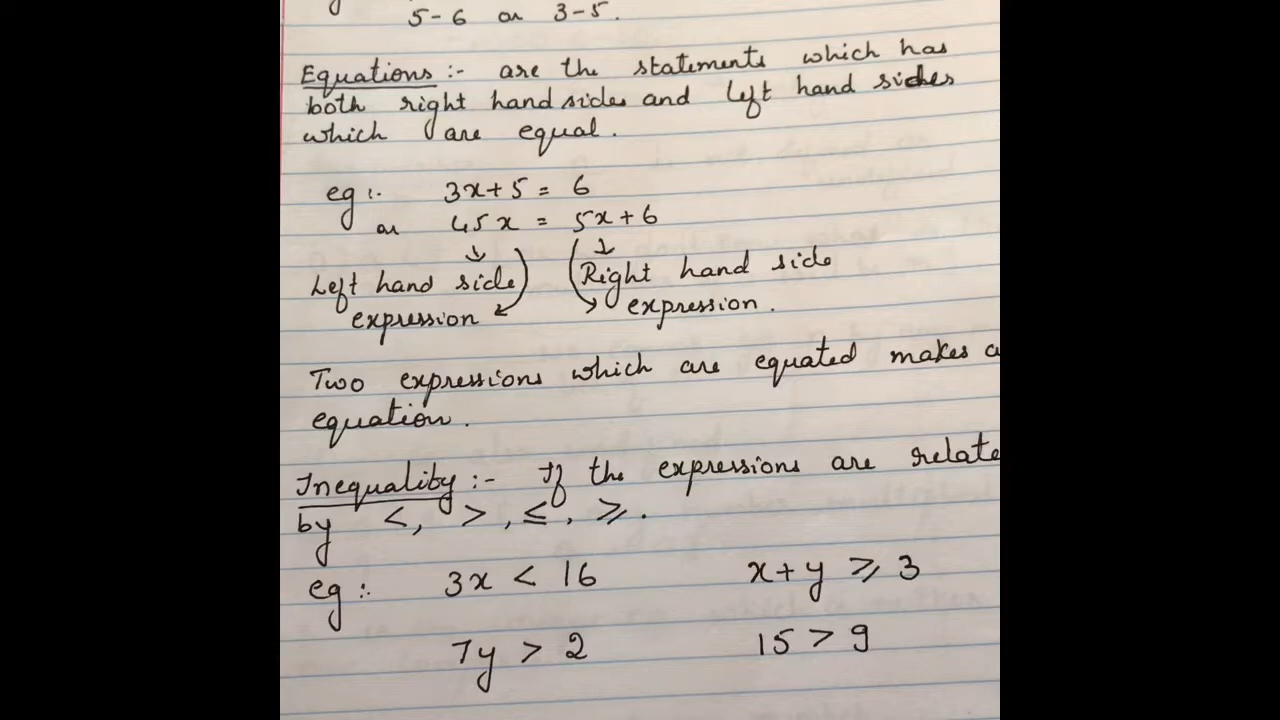 5-6 or 3-5.
Equations :- are the statements which has
both right hand sides and left hand sides
which are equal.
eg :- 3x+5 = 6
or 45x = 5x+6
Left hand side Right hand side
expression expression.
Two expressions which are equated makes a
equation.
Inequality :- If the expressions are relate
by <, >, ≤, ≥.
eg :- 3x < 16 x+y ≥ 3
7y > 2 15 > 9